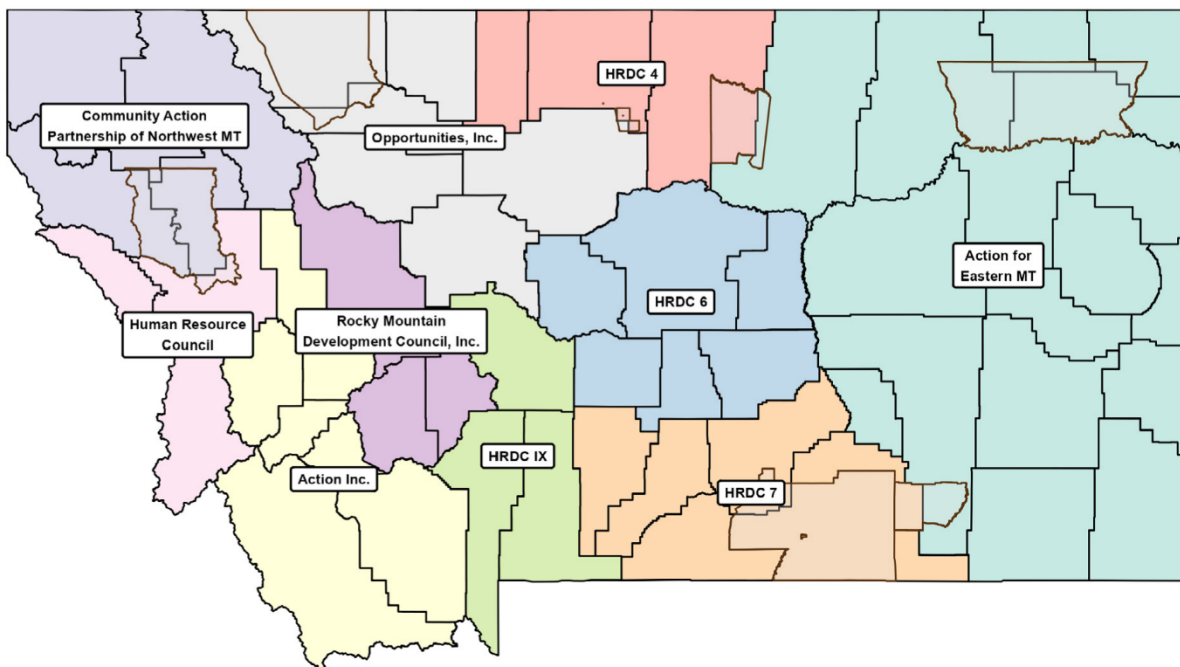 HRDC 4
Community Action
Partnership of Northwest MT
Opportunities, Inc.
Action for
Eastern MT
HRDC 6
Human Resource
Council
Rocky Mountain
Development Council, Inc.
HRDC IX
Action Inc.
HRDC 7